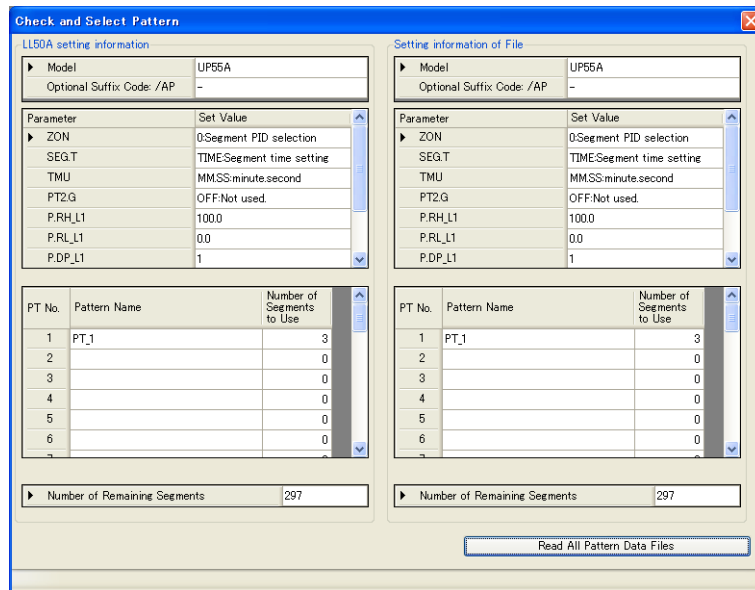 Check and Select Pattern
LL50A setting information
Model UP55A
Optional Suffix Code: /AP -
Parameter Set Value
ZON 0:Segment PID selection
SEG.T TIME:Segment time setting
TMU MM.SS:minute.second
PT2.G OFF:Not used.
P.RH_L1 100.0
P.RL_L1 0.0
P.DP_L1 1
PT No. Pattern Name Number of Segments to Use
1 PT_1 3
2 0
3 0
4 0
5 0
6 0
Number of Remaining Segments 297
Setting information of File
Model UP55A
Optional Suffix Code: /AP -
Parameter Set Value
ZON 0:Segment PID selection
SEG.T TIME:Segment time setting
TMU MM.SS:minute.second
PT2.G OFF:Not used.
P.RH_L1 100.0
P.RL_L1 0.0
P.DP_L1 1
PT No. Pattern Name Number of Segments to Use
1 PT_1 3
2 0
3 0
4 0
5 0
6 0
Number of Remaining Segments 297
Read All Pattern Data Files